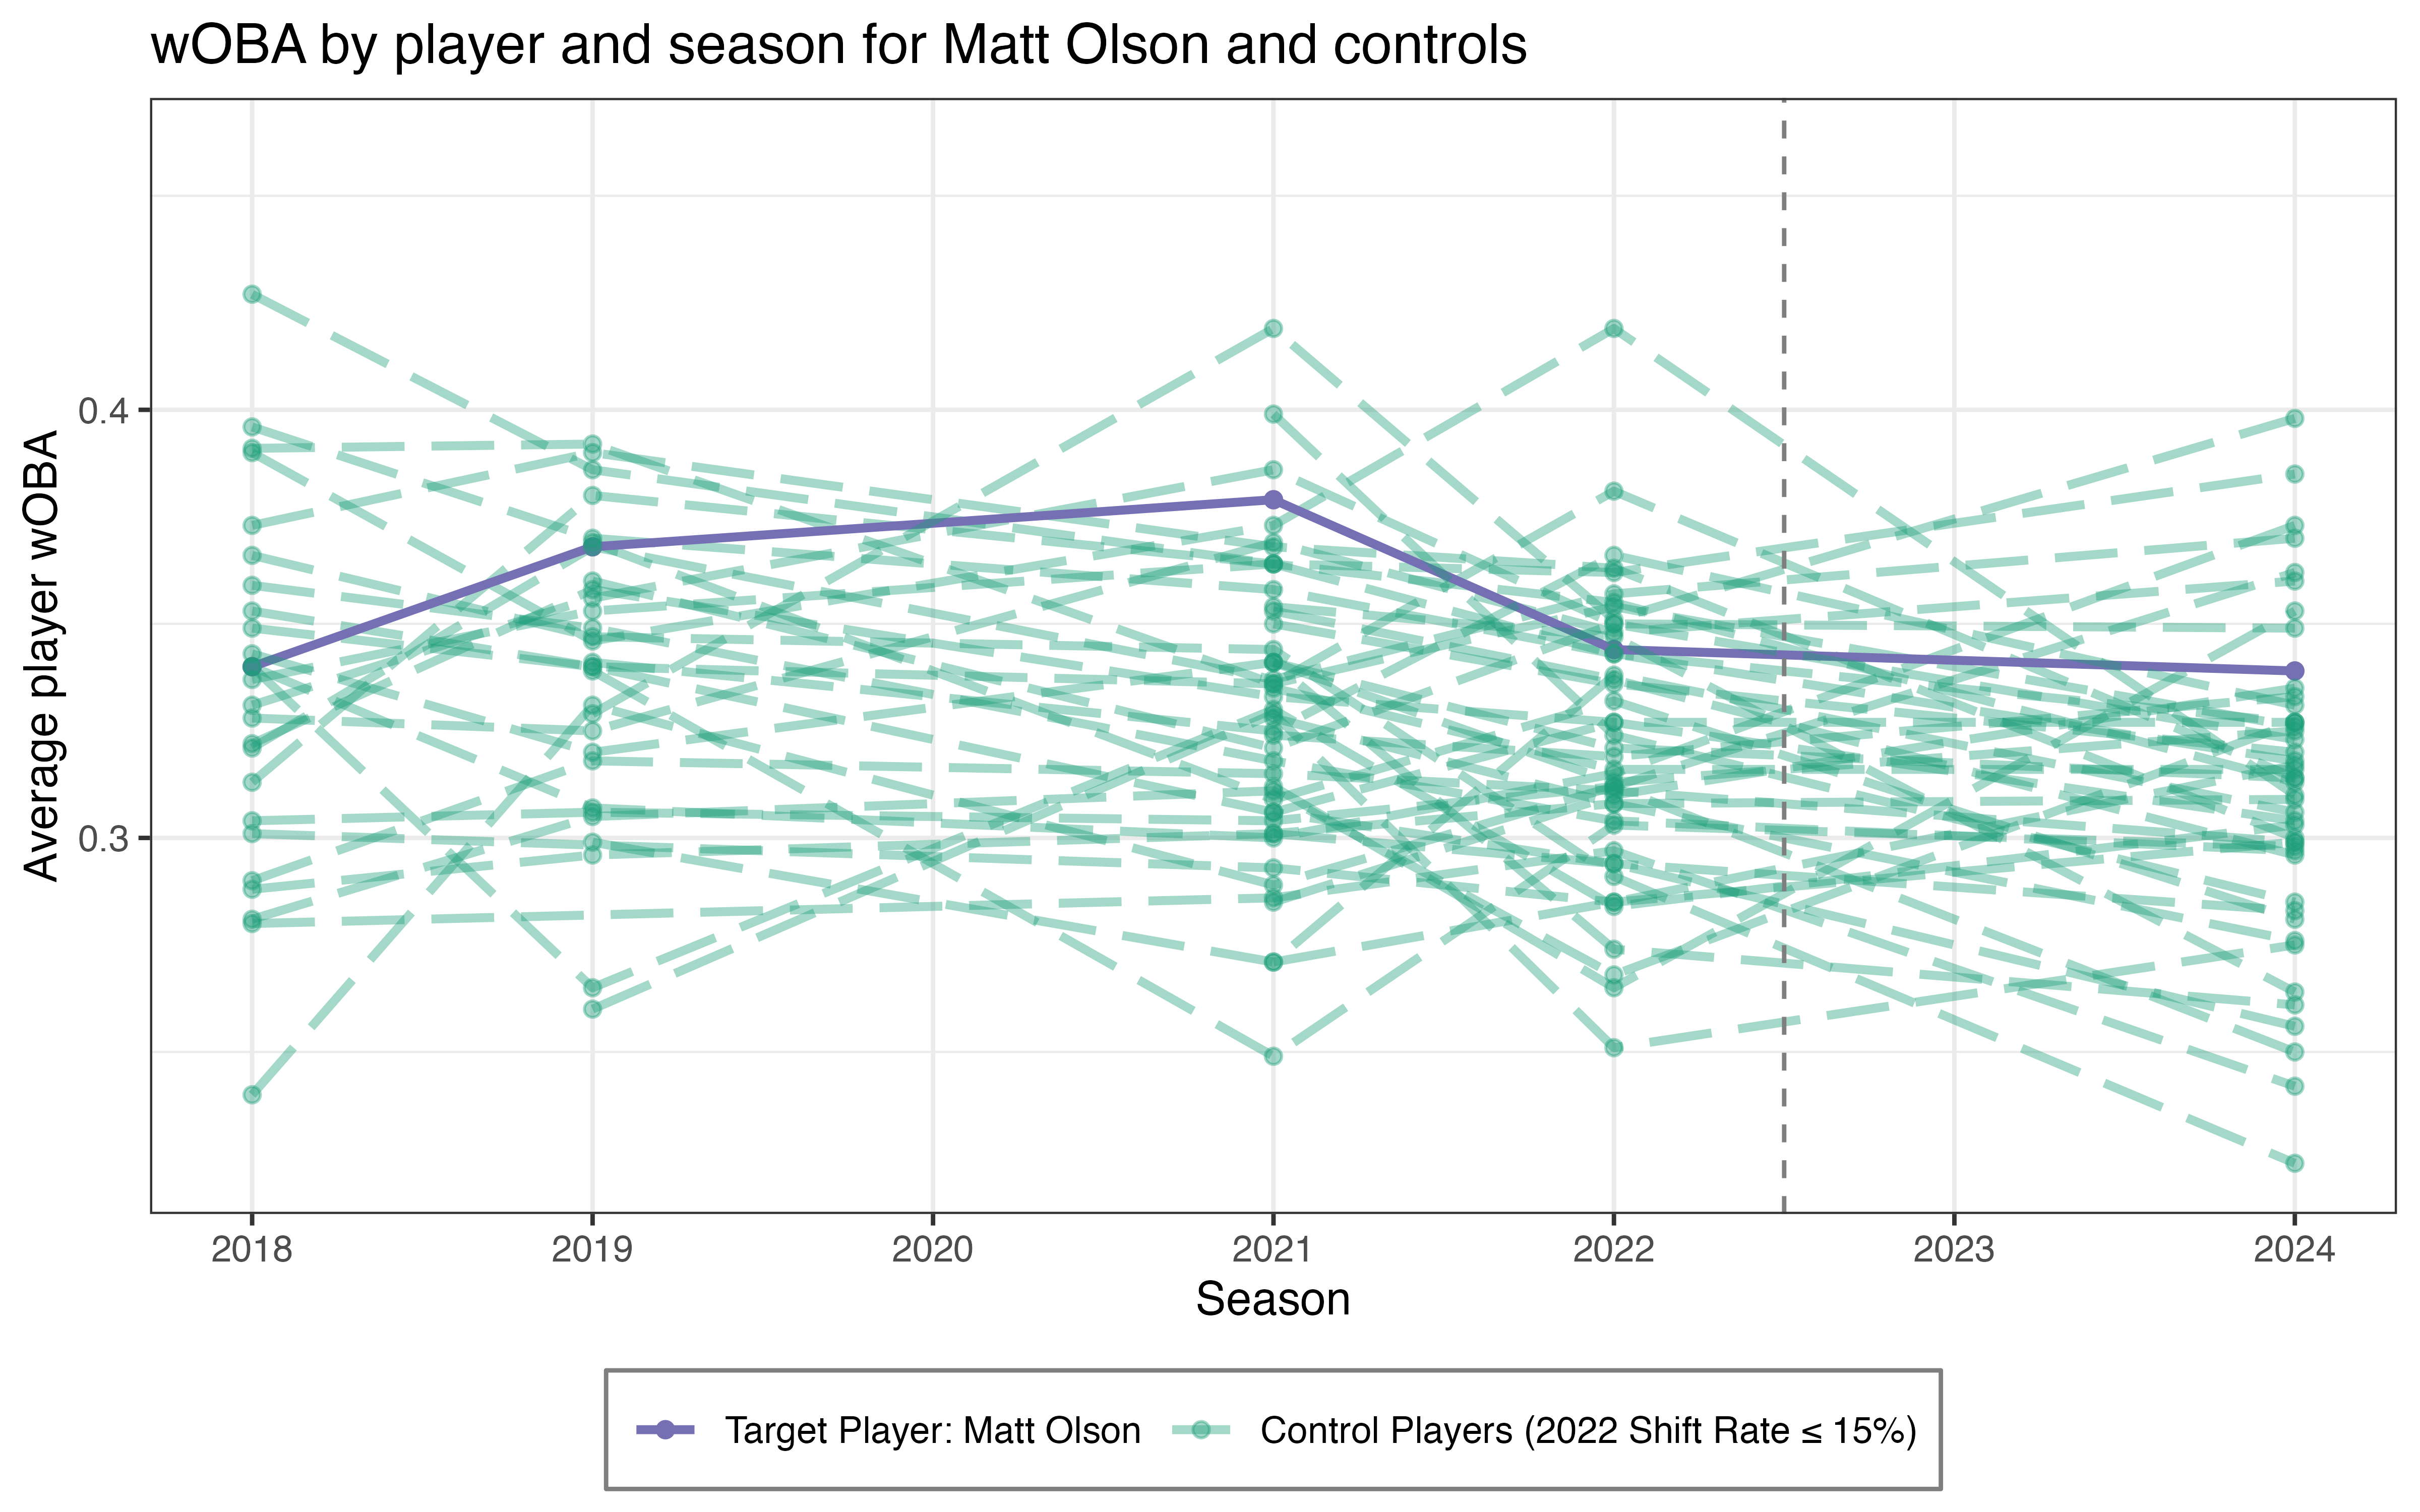 wOBA by player and season for Matt Olson and controls
Average player wOBA
0.4
0.3
2018 2019 2020 2021 2022 2023 2024
Season
Target Player: Matt Olson Control Players (2022 Shift Rate ≤ 15%)